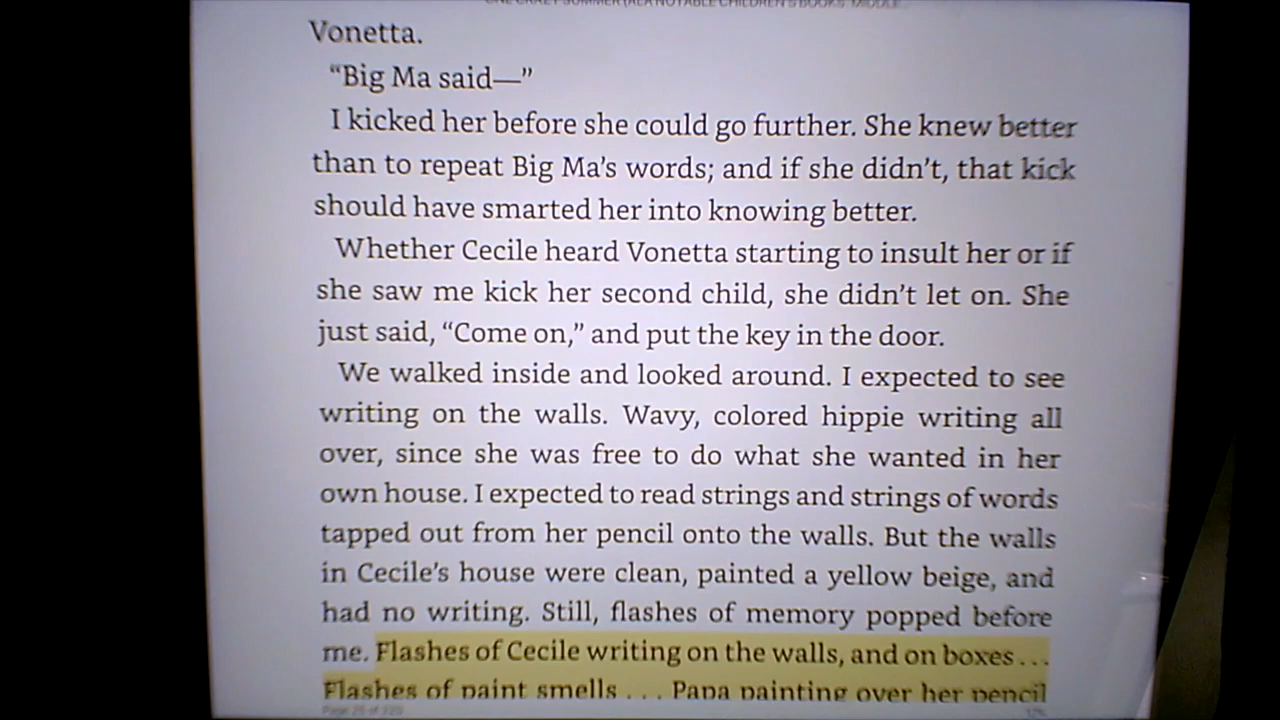 ONE CRAZY SUMMER (ALA NOTABLE CHILDREN'S BOOKS. MIDDLE...
Vonetta.
“Big Ma said—”
I kicked her before she could go further. She knew better
than to repeat Big Ma’s words; and if she didn’t, that kick
should have smarted her into knowing better.
Whether Cecile heard Vonetta starting to insult her or if
she saw me kick her second child, she didn’t let on. She
just said, “Come on,” and put the key in the door.
We walked inside and looked around. I expected to see
writing on the walls. Wavy, colored hippie writing all
over, since she was free to do what she wanted in her
own house. I expected to read strings and strings of words
tapped out from her pencil onto the walls. But the walls
in Cecile’s house were clean, painted a yellow beige, and
had no writing. Still, flashes of memory popped before
me. Flashes of Cecile writing on the walls, and on boxes . . .
Flashes of paint smells . . . Papa painting over her pencil